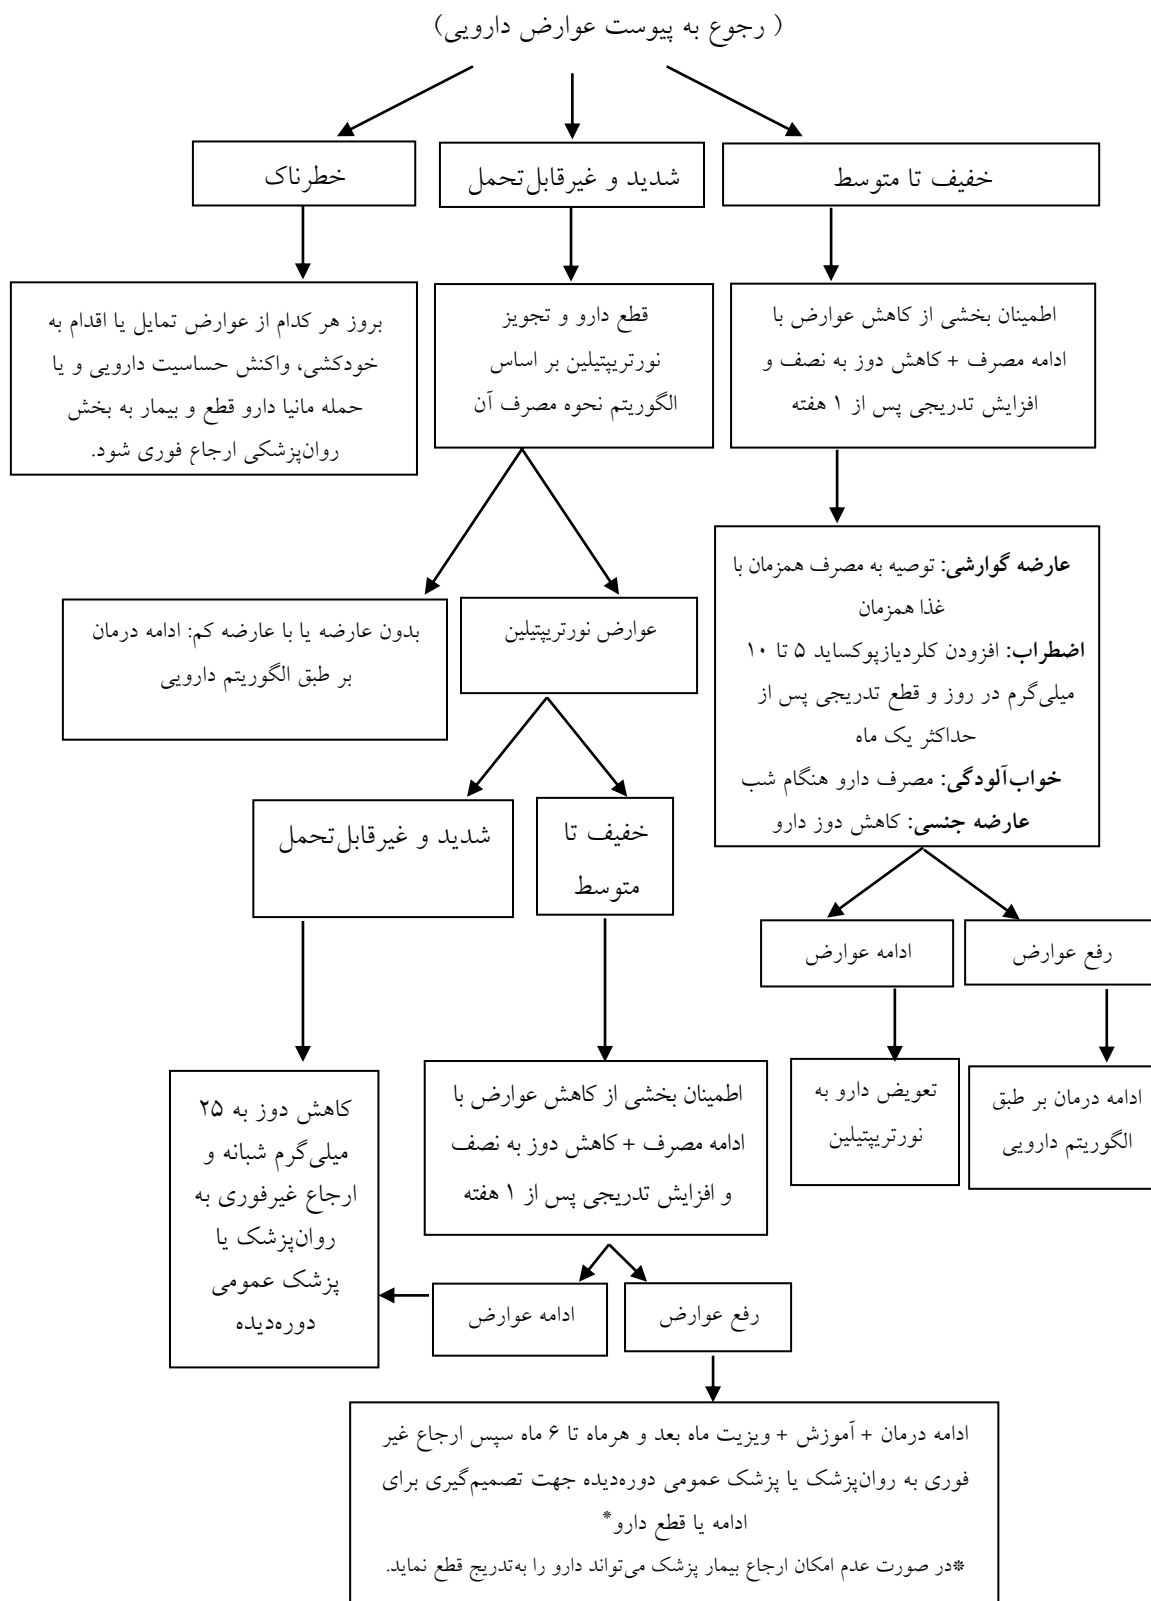 ( رجوع به پیوست عوارض دارویی)
خفیف تا متوسط
شدید و غیرقابل‌تحمل
خطرناک
اطمینان بخشی از کاهش عوارض با
ادامه مصرف + کاهش دوز به نصف و
افزایش تدریجی پس از ۱ هفته
قطع دارو و تجویز
نورتریپتیلین بر اساس
الگوریتم نحوه مصرف آن
بروز هر کدام از عوارض تمایل یا اقدام به
خودکشی، واکنش حساسیت دارویی و یا
حمله مانیا دارو قطع و بیمار به بخش
روان‌پزشکی ارجاع فوری شود.
عارضه گوارشی: توصیه به مصرف همزمان با
غذا همزمان
اضطراب: افزودن کلردیازپوکساید ۵ تا ۱۰
میلی‌گرم در روز و قطع تدریجی پس از
حداکثر یک ماه
خواب‌آلودگی: مصرف دارو هنگام شب
عارضه جنسی: کاهش دوز دارو
عوارض نورتریپتیلین
بدون عارضه یا با عارضه کم: ادامه درمان
بر طبق الگوریتم دارویی
خفیف تا
متوسط
شدید و غیرقابل‌تحمل
رفع عوارض
ادامه عوارض
ادامه درمان بر طبق
الگوریتم دارویی
تعویض دارو به
نورتریپتیلین
اطمینان بخشی از کاهش عوارض با
ادامه مصرف + کاهش دوز به نصف
و افزایش تدریجی پس از ۱ هفته
کاهش دوز به ۲۵
میلی‌گرم شبانه و
ارجاع غیرفوری به
روان‌پزشک یا
پزشک عمومی
دوره‌دیده
رفع عوارض
ادامه عوارض
ادامه درمان + آموزش + ویزیت ماه بعد و هرماه تا ۶ ماه سپس ارجاع غیر
فوری به روان‌پزشک یا پزشک عمومی دوره‌دیده جهت تصمیم‌گیری برای
ادامه یا قطع دارو*
*در صورت عدم امکان ارجاع بیمار پزشک می‌تواند دارو را به‌تدریج قطع نماید.